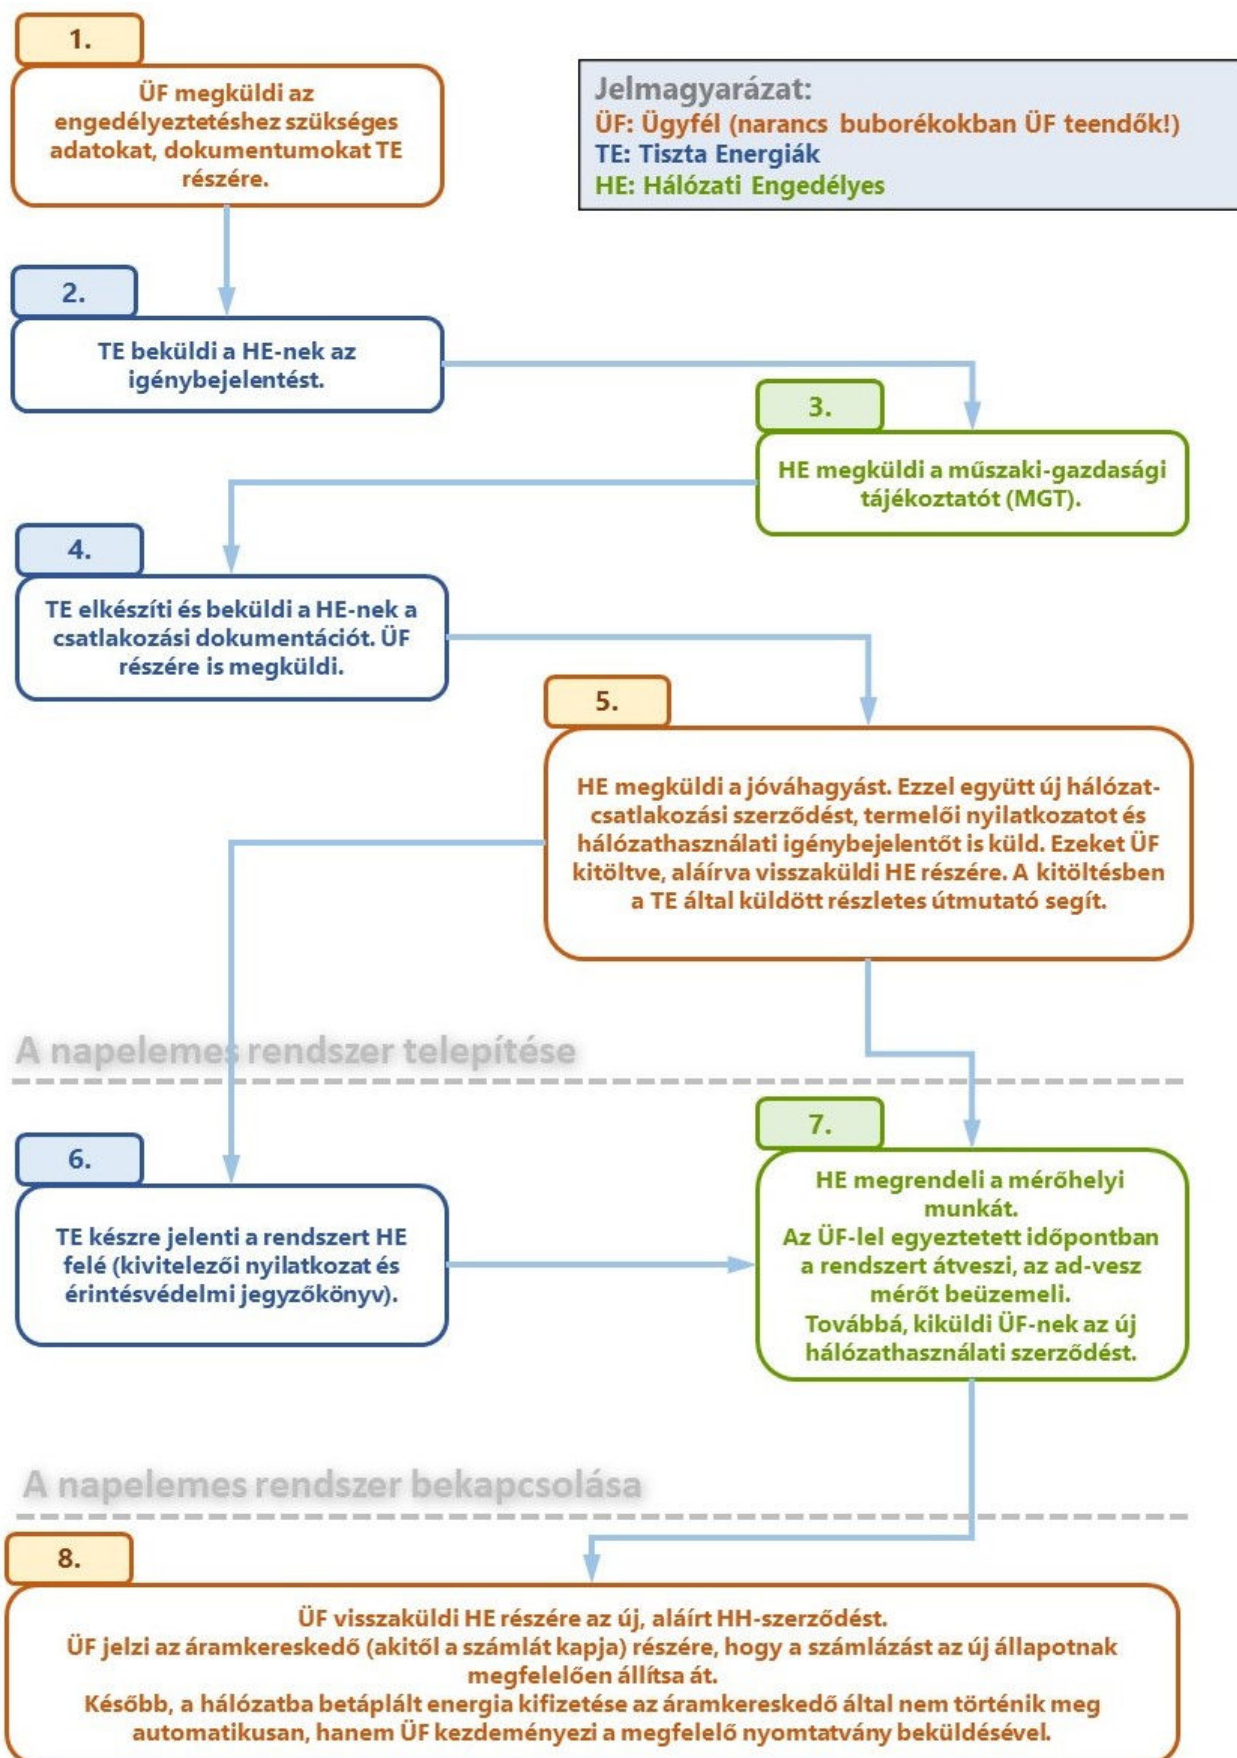 1.
ÜF megküldi az
engedélyeztetéshez szükséges
adatokat, dokumentumokat TE
részére.
Jelmagyarázat:
ÜF: Ügyfél (narancs buborékokban ÜF teendők!)
TE: Tiszta Energiák
HE: Hálózati Engedélyes
2.
TE beküldi a HE-nek az
igénybejelentést.
3.
HE megküldi a műszaki-gazdasági
tájékoztatót (MGT).
4.
TE elkészíti és beküldi a HE-nek a
csatlakozási dokumentációt. ÜF
részére is megküldi.
5.
HE megküldi a jóváhagyást. Ezzel együtt új hálózat-
csatlakozási szerződést, termelői nyilatkozatot és
hálózathasználati igénybejelentőt is küld. Ezeket ÜF
kitöltve, aláírva visszaküldi HE részére. A kitöltésben
a TE által küldött részletes útmutató segít.
A napelemes rendszer telepítése
6.
TE készre jelenti a rendszert HE
felé (kivitelezői nyilatkozat és
érintésvédelmi jegyzőkönyv).
7.
HE megrendeli a mérőhelyi
munkát.
Az ÜF-lel egyeztetett időpontban
a rendszert átveszi, az ad-vesz
mérőt beüzemeli.
Továbbá, kiküldi ÜF-nek az új
hálózathasználati szerződést.
A napelemes rendszer bekapcsolása
8.
ÜF visszaküldi HE részére az új, aláírt HH-szerződést.
ÜF jelzi az áramkereskedő (akitől a számlát kapja) részére, hogy a számlázást az új állapotnak
megfelelően állítsa át.
Később, a hálózatba betáplált energia kifizetése az áramkereskedő által nem történik meg
automatikusan, hanem ÜF kezdeményezi a megfelelő nyomtatvány beküldésével.